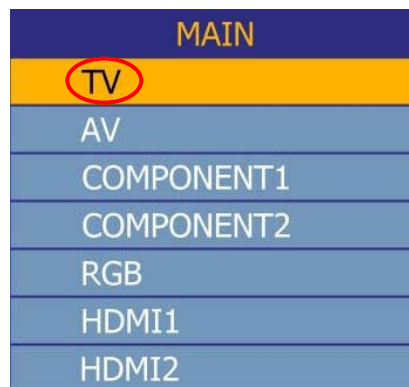 MAIN
TV
AV
COMPONENT1
COMPONENT2
RGB
HDMI1
HDMI2